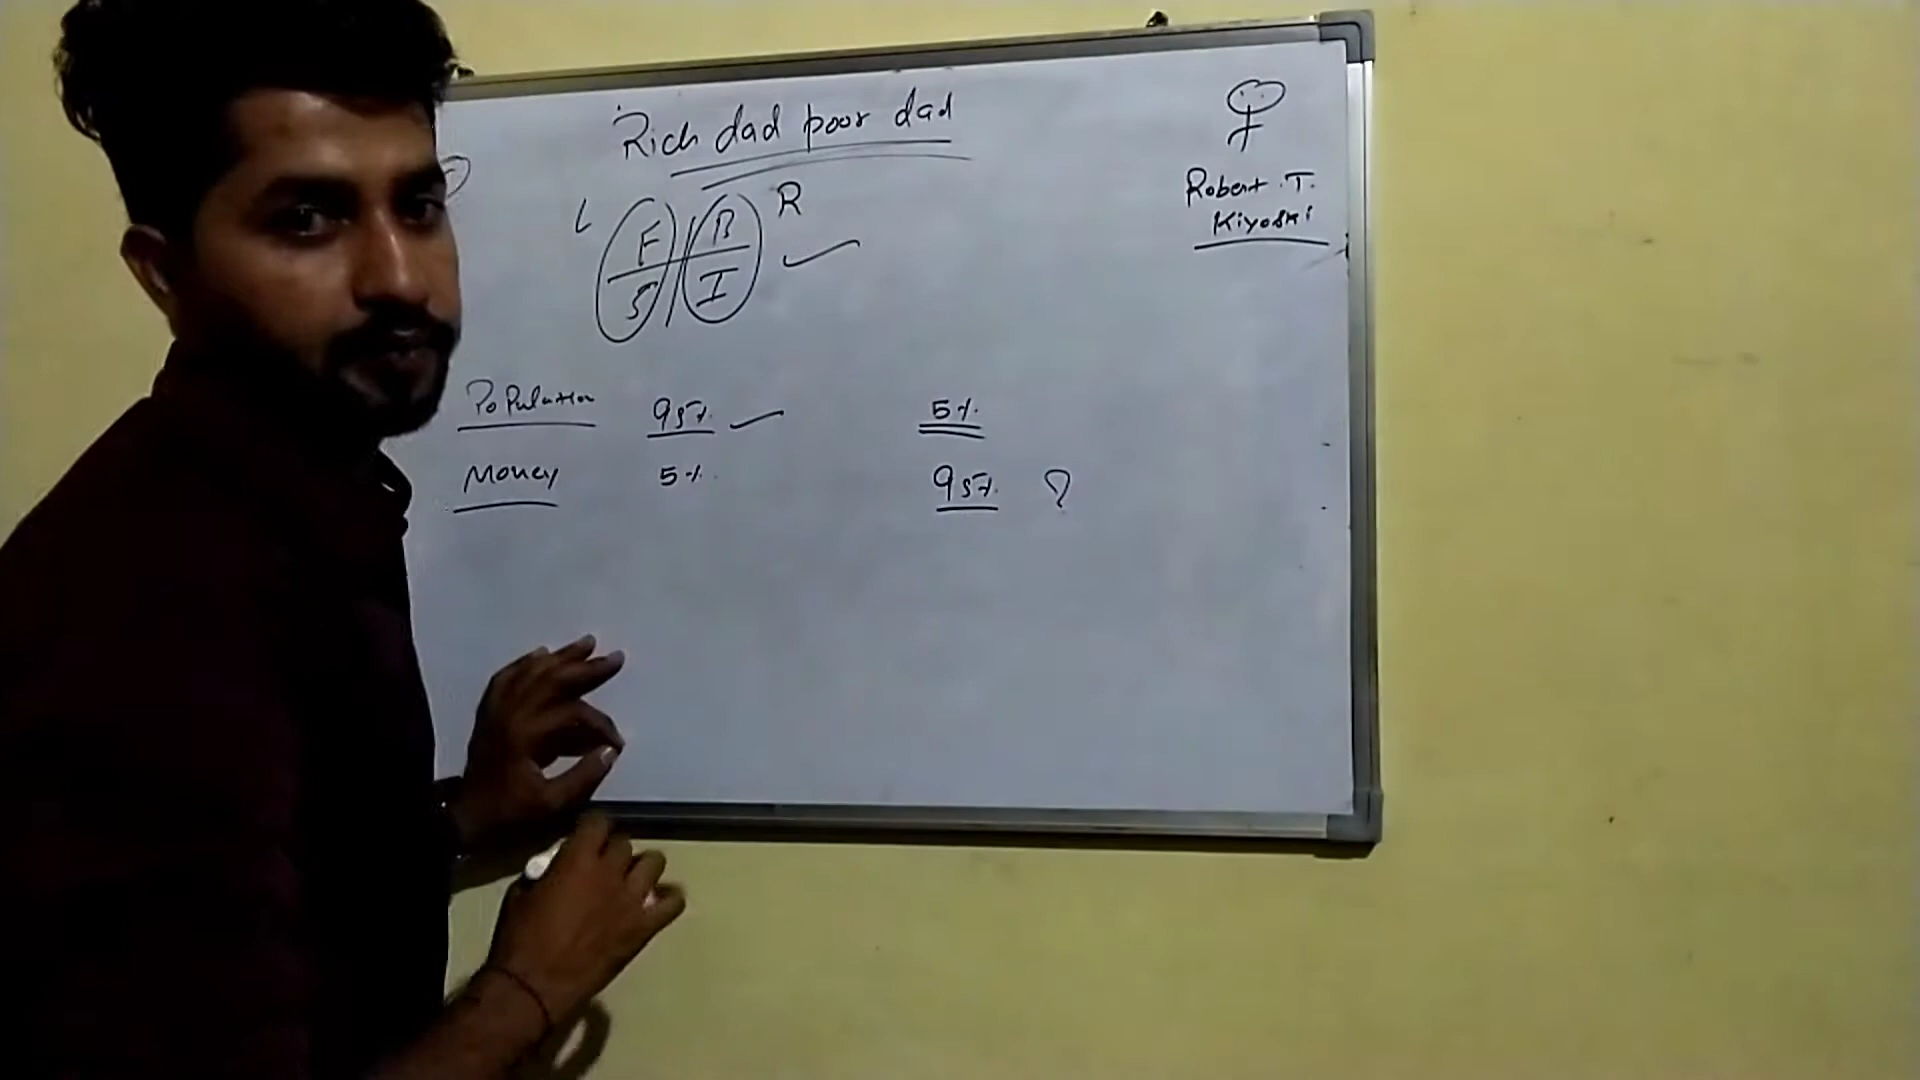 Rich dad poor dad
Robert .T.
Kiyoski
L R
F B
S I
Population 95% 5%
Money 5% 95% ?